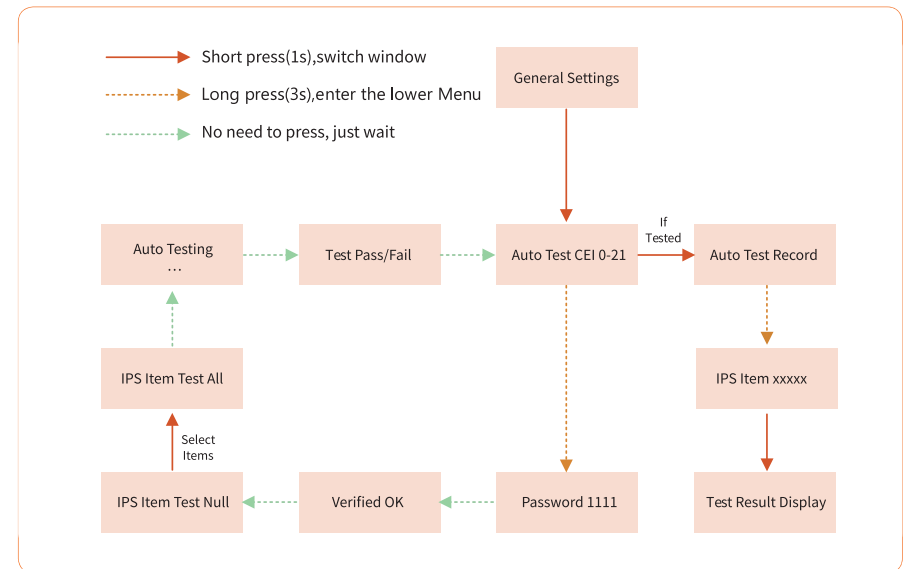 Short press(1s),switch window
Long press(3s),enter the lower Menu
No need to press, just wait
General Settings
If
Tested
Auto Testing
...
Test Pass/Fail
Auto Test CEI 0-21
Auto Test Record
IPS Item Test All
IPS Item xxxxx
Select
Items
IPS Item Test Null
Verified OK
Password 1111
Test Result Display